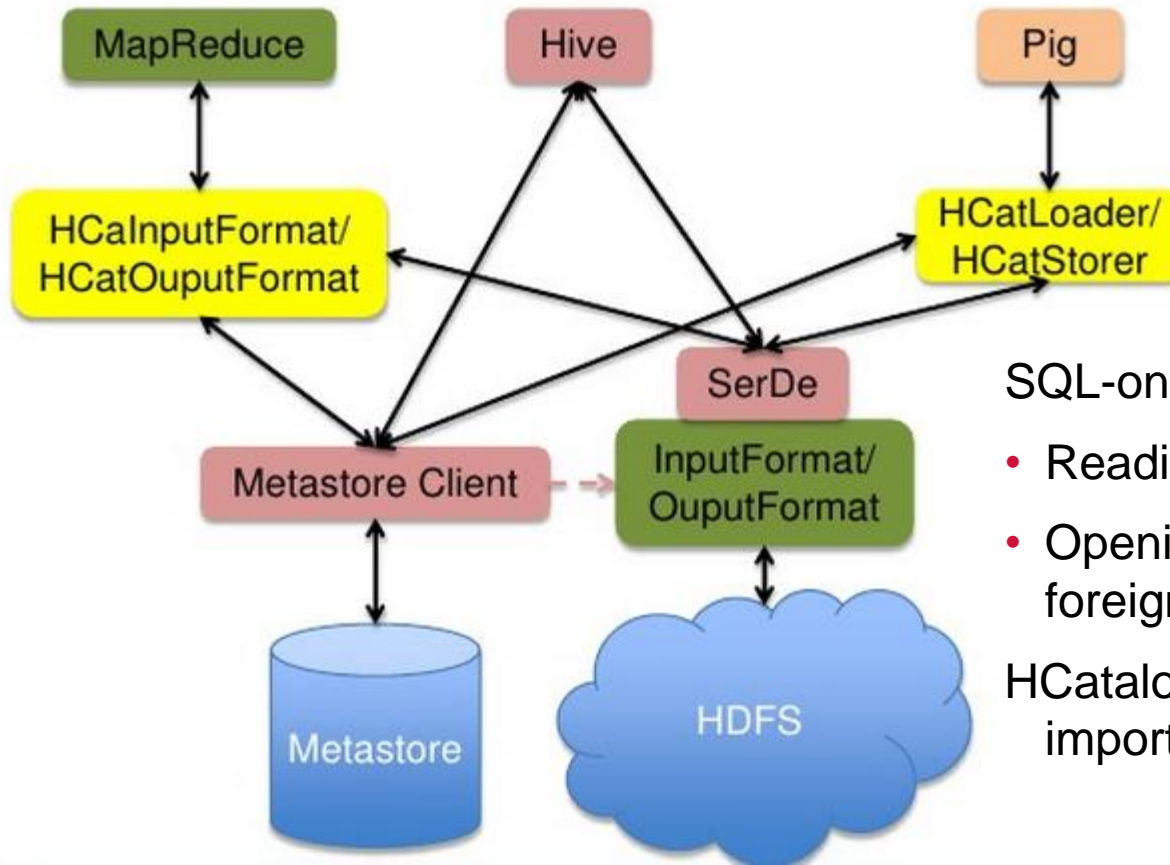 MapReduce
Hive
Pig
HCaInputFormat/
HCatOuputFormat
HCatLoader/
HCatStorer
SerDe
Metastore Client
InputFormat/
OuputFormat
Metastore
HDFS
SQL-on
• Readi
• Openi
foreign
HCatalo
import